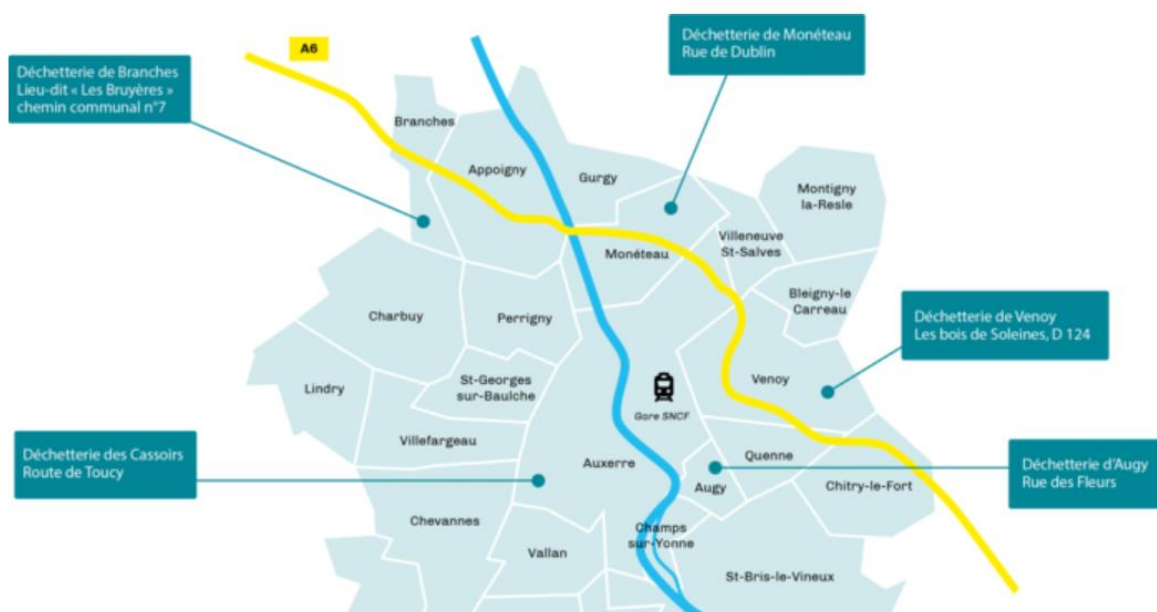 A6
Déchetterie de Monéteau
Rue de Dublin
Déchetterie de Branches
Lieu-dit « Les Bruyères »
chemin communal n°7
Branches
Appoigny
Gurgy
Montigny
la-Resle
Villeneuve
St-Salves
Monéteau
Bleigny-le
Carreau
Charbuy
Perrigny
Déchetterie de Venoy
Les bois de Soleines, D 124
Lindry
St-Georges
sur-Baulche
Venoy
Gare SNCF
Villefargeau
Déchetterie des Cassoirs
Route de Toucy
Auxerre
Quenne
Déchetterie d'Augy
Rue des Fleurs
Augy
Chitry-le-Fort
Chevannes
Champs
sur-Yonne
Vallan
St-Bris-le-Vineux